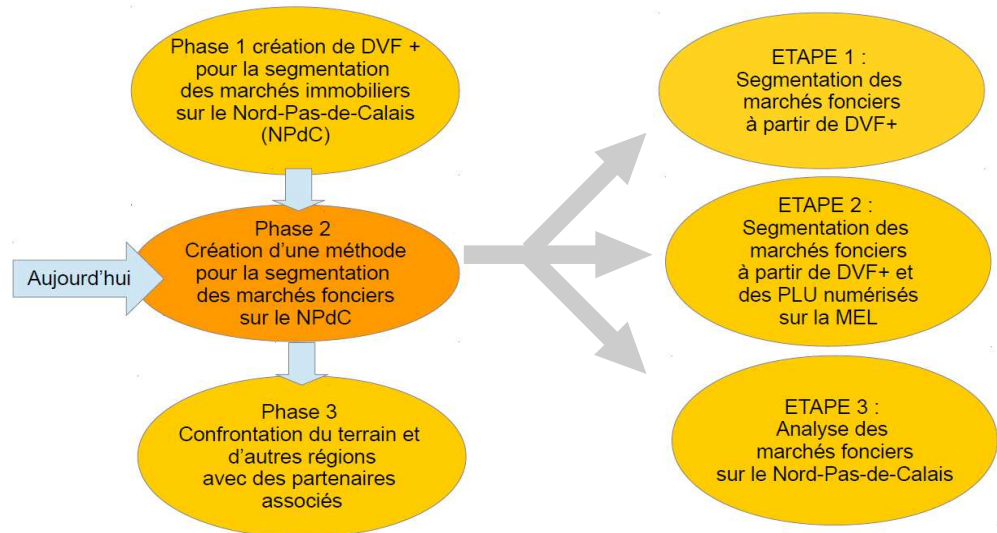 Phase 1 création de DVF +
pour la segmentation
des marchés immobiliers
sur le Nord-Pas-de-Calais
(NPdC)
Aujourd'hui
Phase 2
Création d'une méthode
pour la segmentation
des marchés fonciers
sur le NPdC
Phase 3
Confrontation du terrain et
d'autres régions
avec des partenaires
associés
ETAPE 1 :
Segmentation des
marchés fonciers
à partir de DVF+
ETAPE 2 :
Segmentation des
marchés fonciers
à partir de DVF+ et
des PLU numérisés
sur la MEL
ETAPE 3 :
Analyse des
marchés fonciers
sur le Nord-Pas-de-Calais